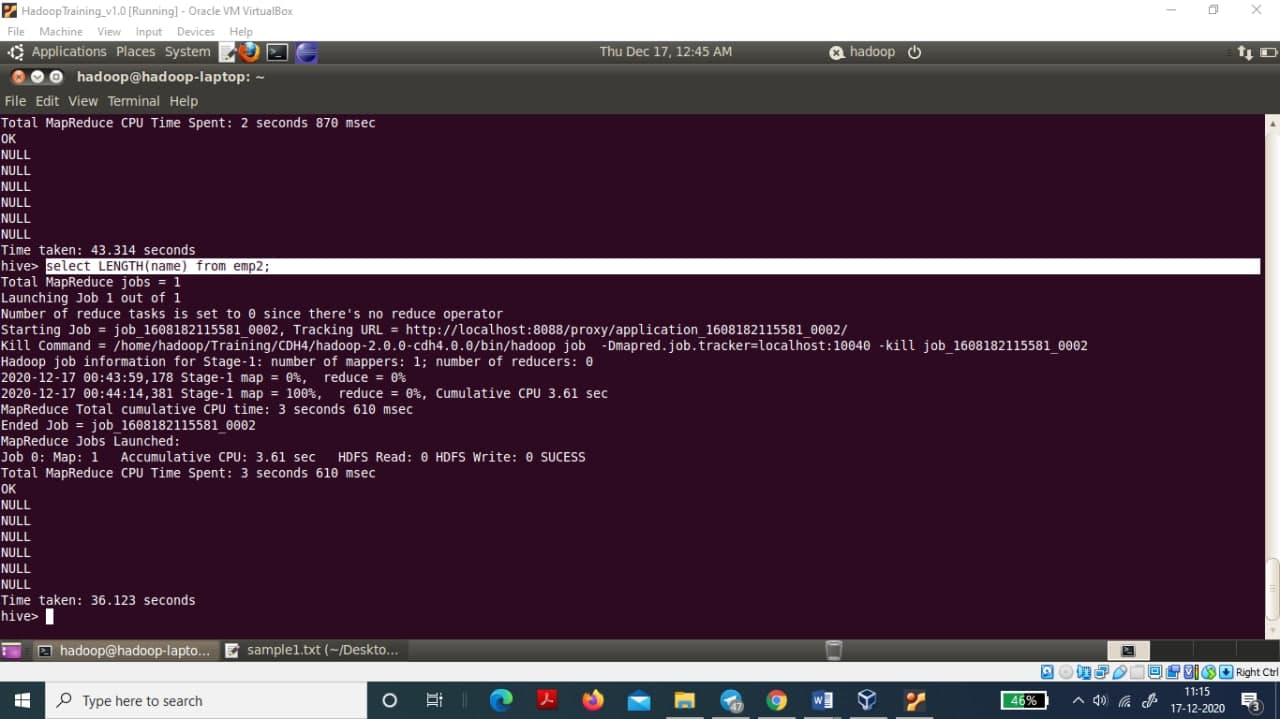 HadoopTraining_v1.0 [Running] - Oracle VM VirtualBox
File Machine View Input Devices Help
Applications Places System Thu Dec 17, 12:45 AM hadoop
hadoop@hadoop-laptop: ~
File Edit View Terminal Help
Total MapReduce CPU Time Spent: 2 seconds 870 msec
OK
NULL
NULL
NULL
NULL
NULL
NULL
Time taken: 43.314 seconds
hive> select LENGTH(name) from emp2;
Total MapReduce jobs = 1
Launching Job 1 out of 1
Number of reduce tasks is set to 0 since there's no reduce operator
Starting Job = job_1608182115581_0002, Tracking URL = http://localhost:8088/proxy/application_1608182115581_0002/
Kill Command = /home/hadoop/Training/CDH4/hadoop-2.0.0-cdh4.0.0/bin/hadoop job  -Dmapred.job.tracker=localhost:10040 -kill job_1608182115581_0002
Hadoop job information for Stage-1: number of mappers: 1; number of reducers: 0
2020-12-17 00:43:59,178 Stage-1 map = 0%,  reduce = 0%
2020-12-17 00:44:14,381 Stage-1 map = 100%,  reduce = 0%, Cumulative CPU 3.61 sec
MapReduce Total cumulative CPU time: 3 seconds 610 msec
Ended Job = job_1608182115581_0002
MapReduce Jobs Launched:
Job 0: Map: 1   Accumulative CPU: 3.61 sec   HDFS Read: 0 HDFS Write: 0 SUCESS
Total MapReduce CPU Time Spent: 3 seconds 610 msec
OK
NULL
NULL
NULL
NULL
NULL
NULL
Time taken: 36.123 seconds
hive>
hadoop@hadoop-lapto... sample1.txt (~/Deskto...
Right Ctrl
Type here to search 47 46% 11:15
17-12-2020 3